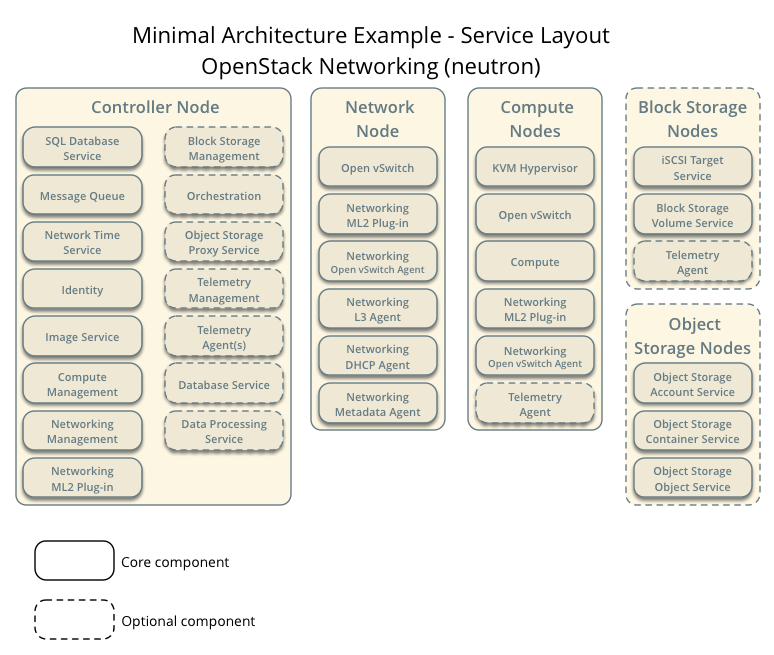 Minimal Architecture Example - Service Layout
OpenStack Networking (neutron)
Controller Node
SQL Database
Service
Message Queue
Network Time
Service
Identity
Image Service
Compute
Management
Networking
Management
Networking
ML2 Plug-in
Block Storage
Management
Orchestration
Object Storage
Proxy Service
Telemetry
Management
Telemetry
Agent(s)
Database Service
Data Processing
Service
Network
Node
Open vSwitch
Networking
ML2 Plug-in
Networking
Open vSwitch Agent
Networking
L3 Agent
Networking
DHCP Agent
Networking
Metadata Agent
Compute
Nodes
KVM Hypervisor
Open vSwitch
Compute
Networking
ML2 Plug-in
Networking
Open vSwitch Agent
Telemetry
Agent
Block Storage
Nodes
iSCSI Target
Service
Block Storage
Volume Service
Telemetry
Agent
Object
Storage Nodes
Object Storage
Account Service
Object Storage
Container Service
Object Storage
Object Service
Core component
Optional component